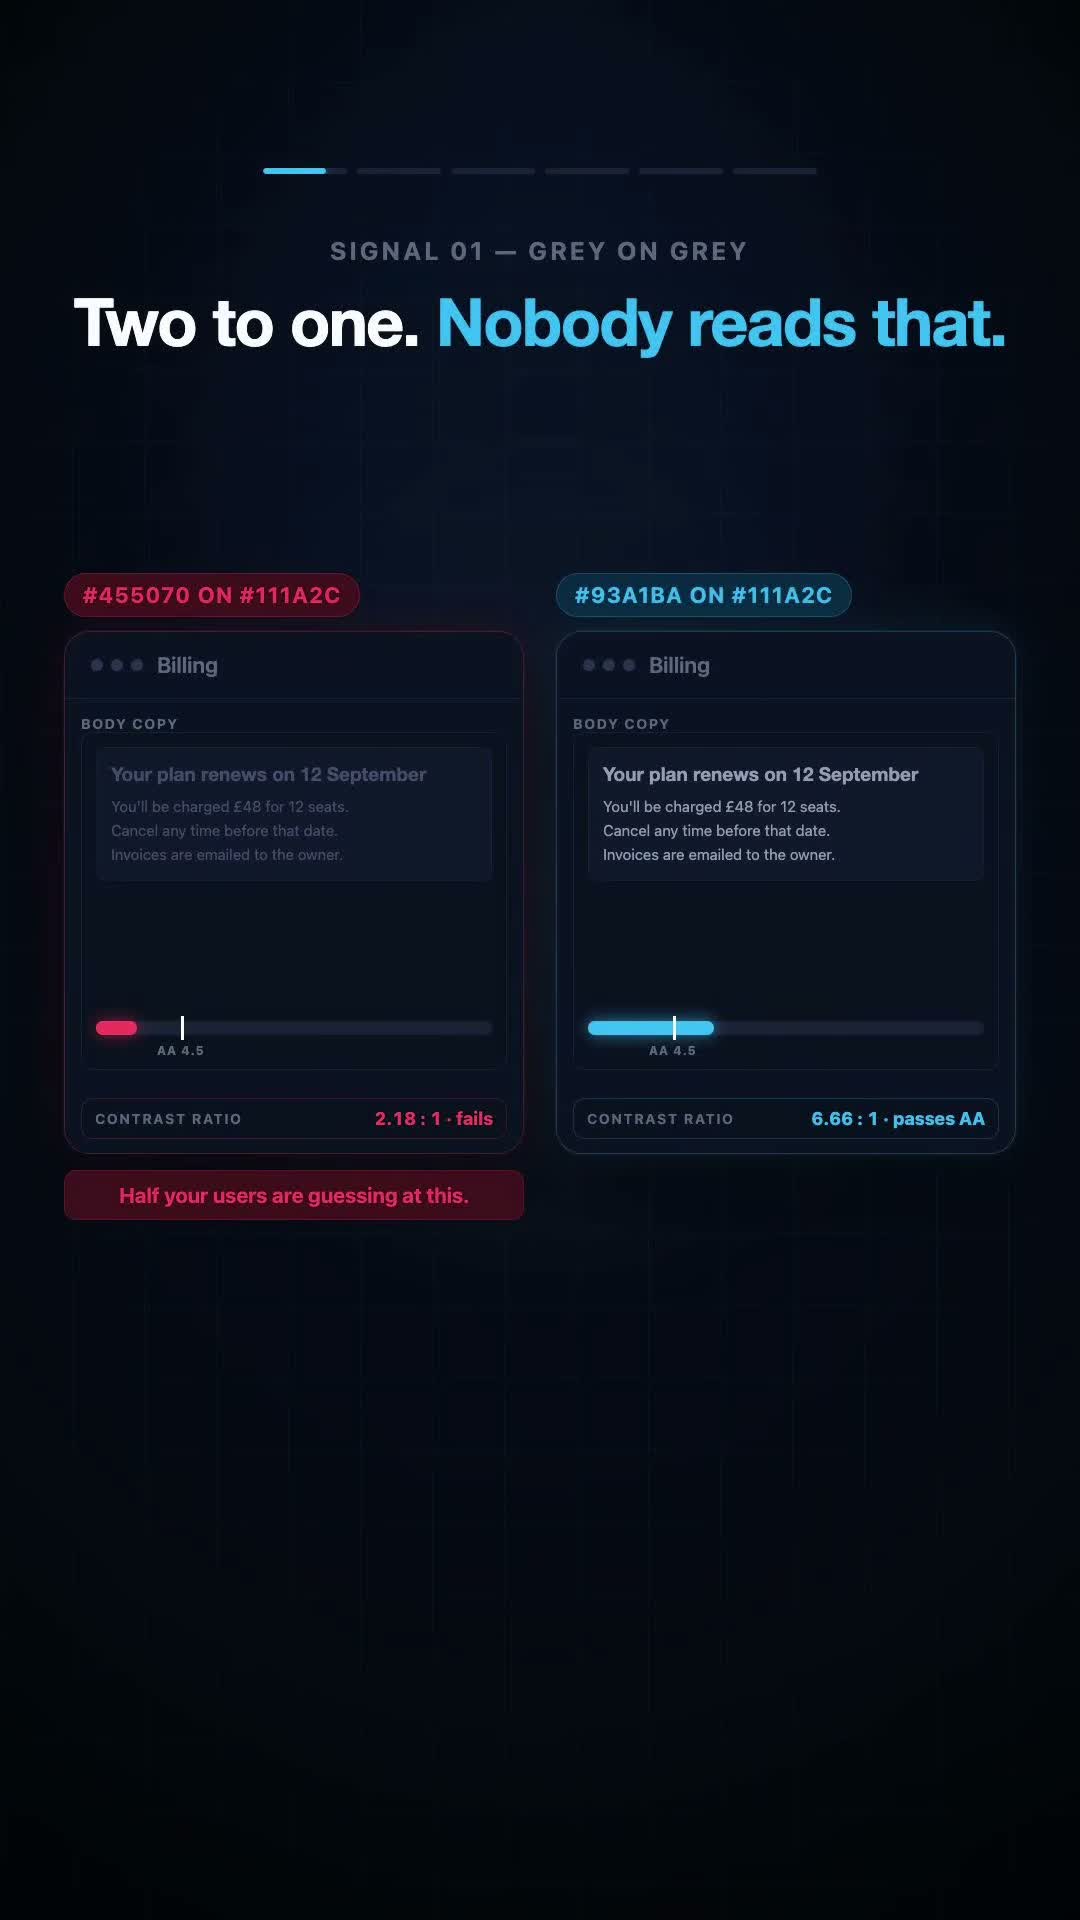 SIGNAL 01 — GREY ON GREY
Two to one. Nobody reads that.
#455070 ON #111A2C
Billing
BODY COPY
Your plan renews on 12 September
You'll be charged £48 for 12 seats.
Cancel any time before that date.
Invoices are emailed to the owner.
AA 4.5
CONTRAST RATIO 2.18 : 1 · fails
Half your users are guessing at this.
#93A1BA ON #111A2C
Billing
BODY COPY
Your plan renews on 12 September
You'll be charged £48 for 12 seats.
Cancel any time before that date.
Invoices are emailed to the owner.
AA 4.5
CONTRAST RATIO 6.66 : 1 · passes AA